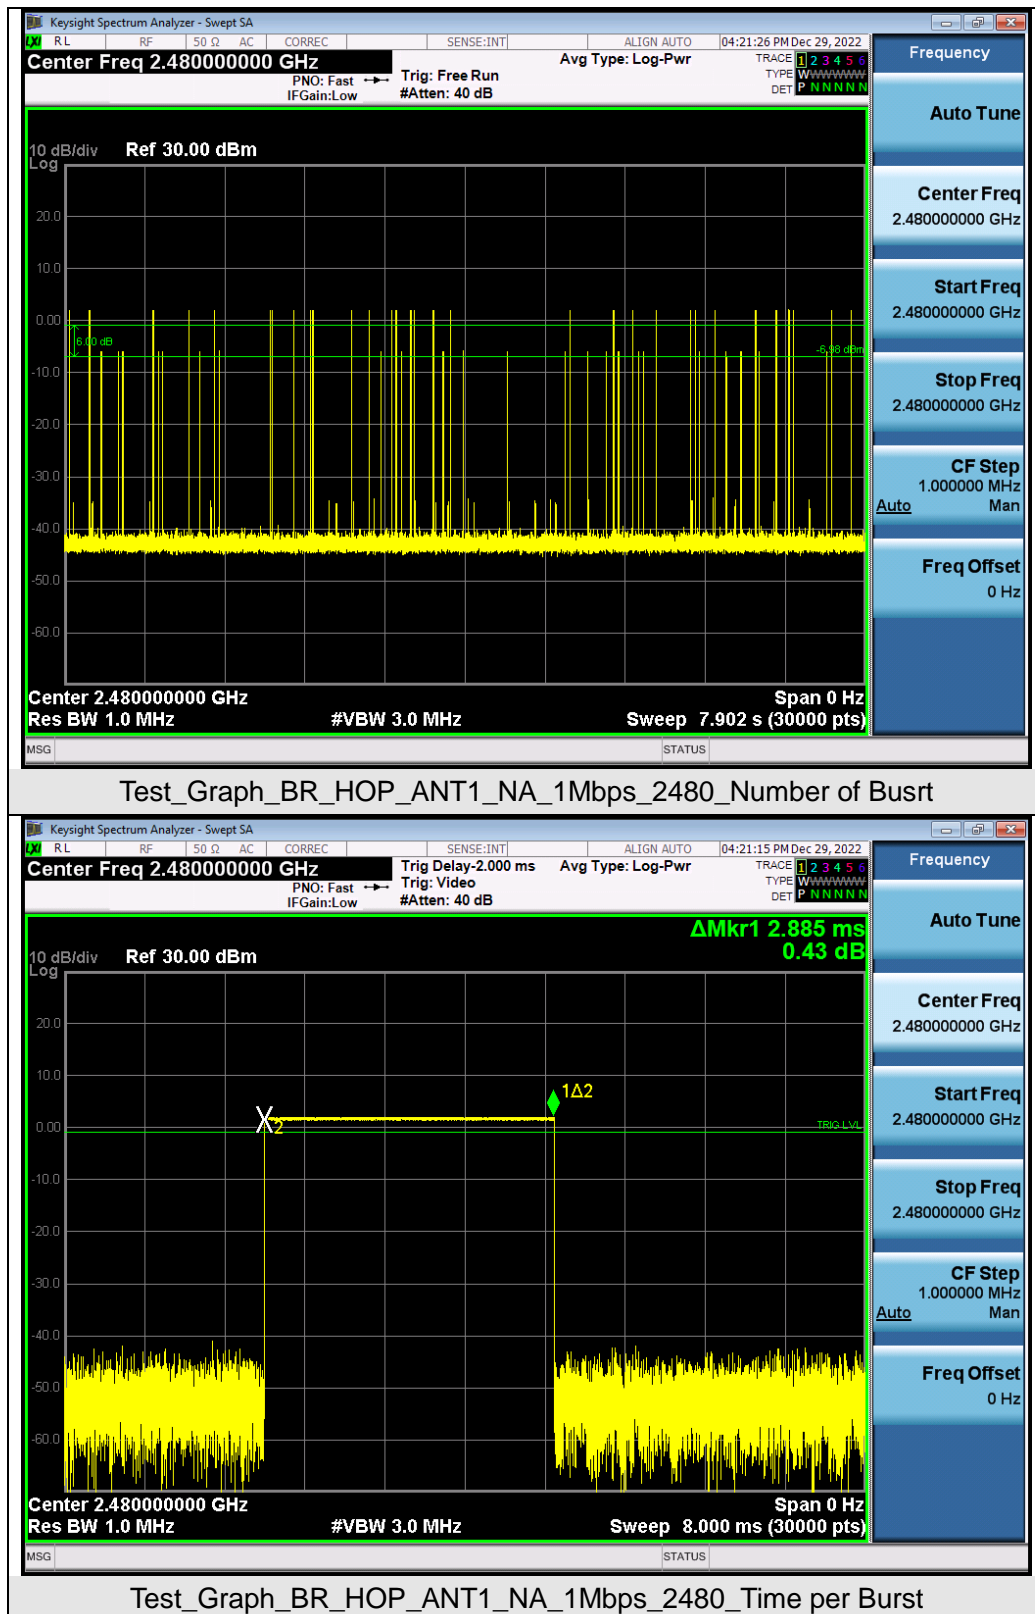 Keysight Spectrum Analyzer - Swept SA
LXI RL RF 50 Ω AC CORREC SENSE:INT ALIGN AUTO 04:21:26 PM Dec 29, 2022
Center Freq 2.480000000 GHz
PNO: Fast
IFGain:Low
Trig: Free Run
#Atten: 40 dB
Avg Type: Log-Pwr
TRACE 1 2 3 4 5 6
TYPE WWWWWW
DET P NNNNN
Frequency
Auto Tune
Center Freq
2.480000000 GHz
Start Freq
2.480000000 GHz
Stop Freq
2.480000000 GHz
CF Step
1.000000 MHz
Auto Man
Freq Offset
0 Hz
10 dB/div Ref 30.00 dBm
Log
20.0
10.0
0.00
6.00 dB
-6.98 dBm
-10.0
-20.0
-30.0
-40.0
-50.0
-60.0
Center 2.480000000 GHz Span 0 Hz
Res BW 1.0 MHz #VBW 3.0 MHz Sweep 7.902 s (30000 pts)
MSG STATUS
Test_Graph_BR_HOP_ANT1_NA_1Mbps_2480_Number of Busrt
Keysight Spectrum Analyzer - Swept SA
LXI RL RF 50 Ω AC CORREC SENSE:INT ALIGN AUTO 04:21:15 PM Dec 29, 2022
Center Freq 2.480000000 GHz
PNO: Fast
IFGain:Low
Trig Delay-2.000 ms
Trig: Video
#Atten: 40 dB
Avg Type: Log-Pwr
TRACE 1 2 3 4 5 6
TYPE WWWWWW
DET P NNNNN
Frequency
Auto Tune
Center Freq
2.480000000 GHz
Start Freq
2.480000000 GHz
Stop Freq
2.480000000 GHz
CF Step
1.000000 MHz
Auto Man
Freq Offset
0 Hz
ΔMkr1 2.885 ms
0.43 dB
10 dB/div Ref 30.00 dBm
Log
20.0
10.0
1Δ2
0.00
2
TRIG LVL
-10.0
-20.0
-30.0
-40.0
-50.0
-60.0
Center 2.480000000 GHz Span 0 Hz
Res BW 1.0 MHz #VBW 3.0 MHz Sweep 8.000 ms (30000 pts)
MSG STATUS
Test_Graph_BR_HOP_ANT1_NA_1Mbps_2480_Time per Burst